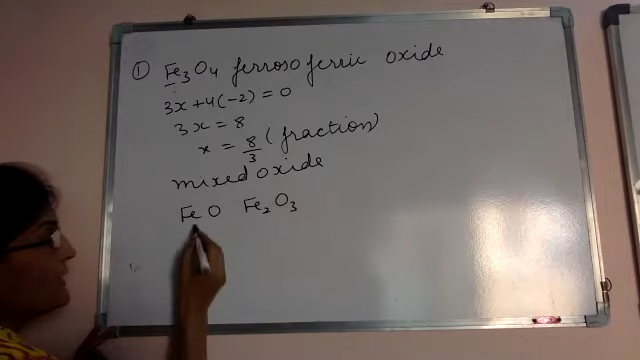 ① Fe₃O₄ ferroso ferric oxide
3x + 4(-2) = 0
3x = 8
x = 8/3 (fraction)
mixed oxide
FeO Fe₂O₃